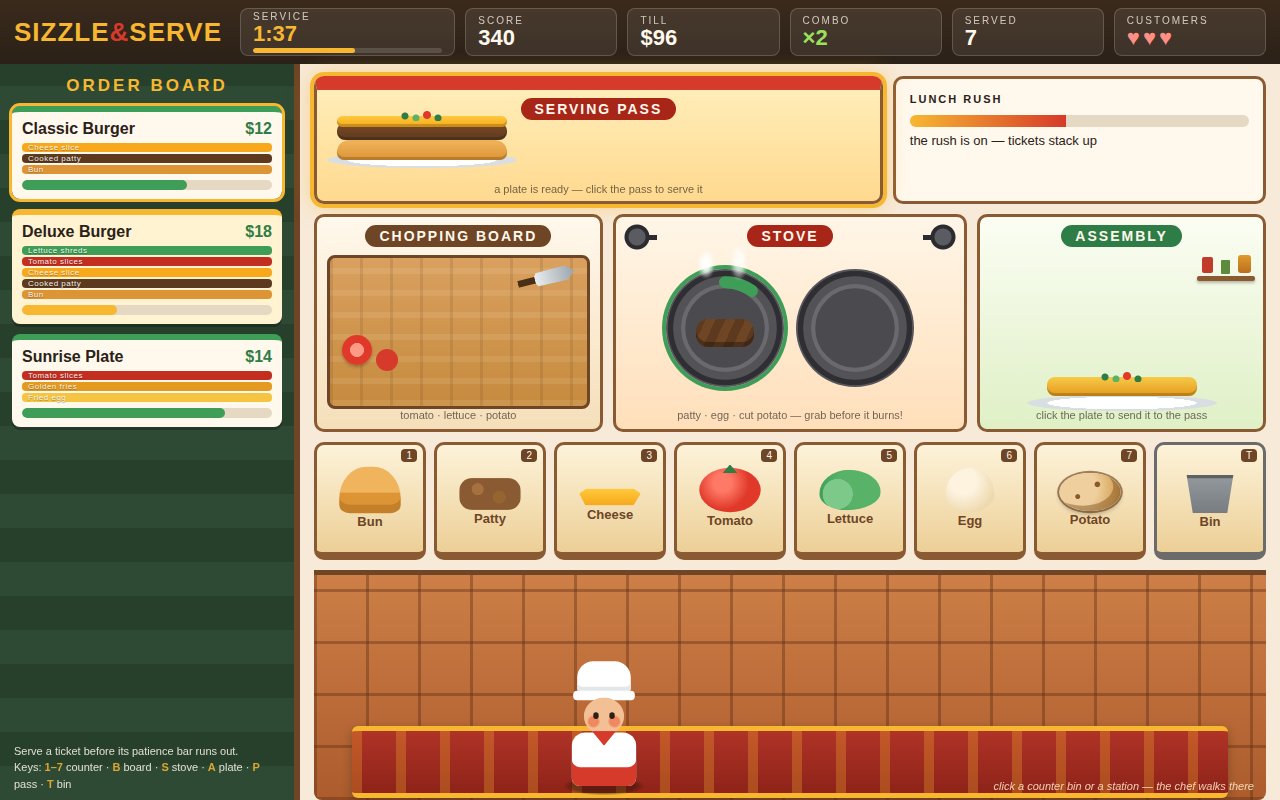 SIZZLE&SERVE
SERVICE
1:37
SCORE
340
TILL
$96
COMBO
×2
SERVED
7
CUSTOMERS
ORDER BOARD
Classic Burger $12
Cheese slice
Cooked patty
Bun
Deluxe Burger $18
Lettuce shreds
Tomato slices
Cheese slice
Cooked patty
Bun
Sunrise Plate $14
Tomato slices
Golden fries
Fried egg
Serve a ticket before its patience bar runs out.
Keys: 1–7 counter · B board · S stove · A plate · P
pass · T bin
SERVING PASS
a plate is ready — click the pass to serve it
LUNCH RUSH
the rush is on — tickets stack up
CHOPPING BOARD
tomato · lettuce · potato
STOVE
patty · egg · cut potato — grab before it burns!
ASSEMBLY
click the plate to send it to the pass
1
Bun
2
Patty
3
Cheese
4
Tomato
5
Lettuce
6
Egg
7
Potato
T
Bin
click a counter bin or a station — the chef walks there